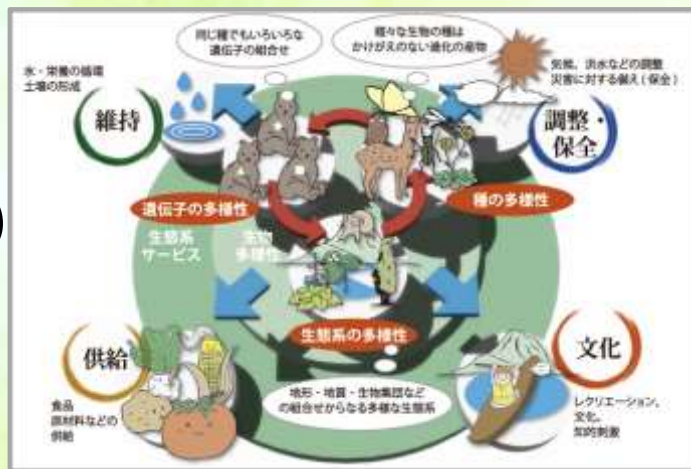 同じ種でもいろいろな
遺伝子の組合せ
様々な生物の種は
かけがえのない進化の産物
水・栄養の循環
土壌の形成
維持
気候、洪水などの調整
災害に対する備え(保全)
調整・
保全
遺伝子の多様性
種の多様性
生態系
サービス
生物
多様性
生態系の多様性
供給
食品
原材料などの
供給
地形・地質・生物集団など
の組合せからなる多様な生態系
文化
レクリエーション、
文化、
知的刺激